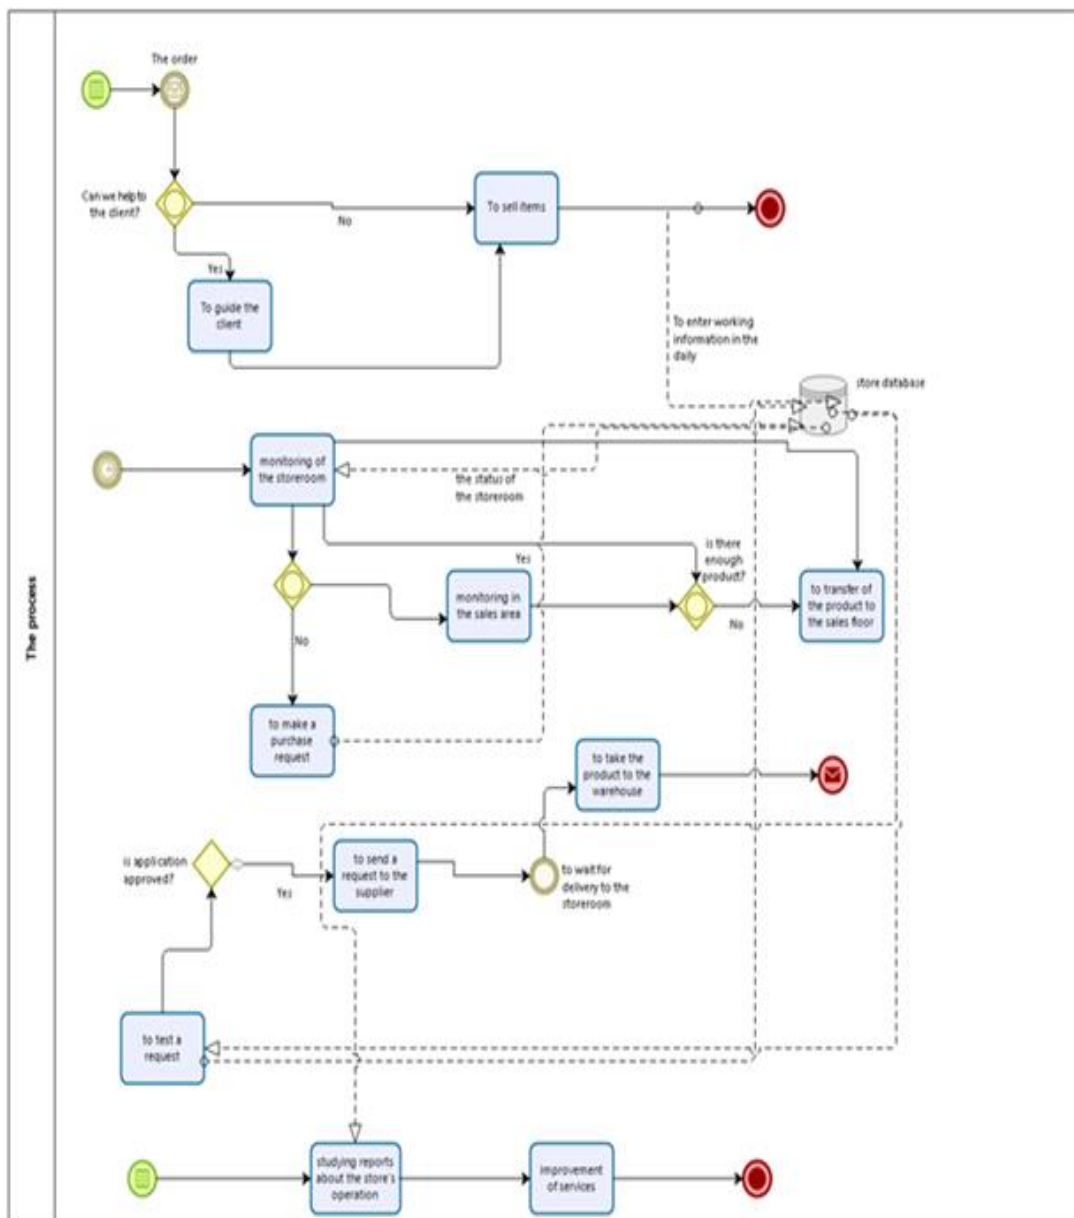 The order
Can we help to
the client?
No
To sell items
Yes
To guide the
client
To enter working
information in the
daily
store database
monitoring of
the storeroom
the status of
the storeroom
is there
enough
product?
Yes
monitoring in
the sales area
No
to transfer of
the product to
the sales floor
No
The process
to make a
purchase
request
to take the
product to the
warehouse
is application
approved?
Yes
to send a
request to the
supplier
to wait for
delivery to the
storeroom
to test a
request
studying reports
about the store's
operation
improvement
of services